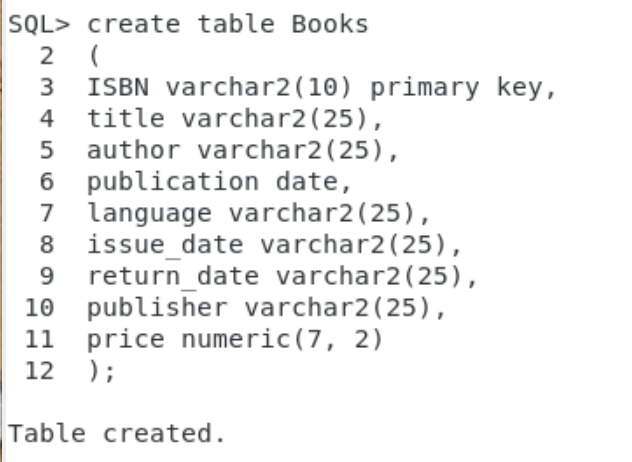 SQL> create table Books
  2  (
  3  ISBN varchar2(10) primary key,
  4  title varchar2(25),
  5  author varchar2(25),
  6  publication date,
  7  language varchar2(25),
  8  issue_date varchar2(25),
  9  return_date varchar2(25),
 10  publisher varchar2(25),
 11  price numeric(7, 2)
 12  );
Table created.